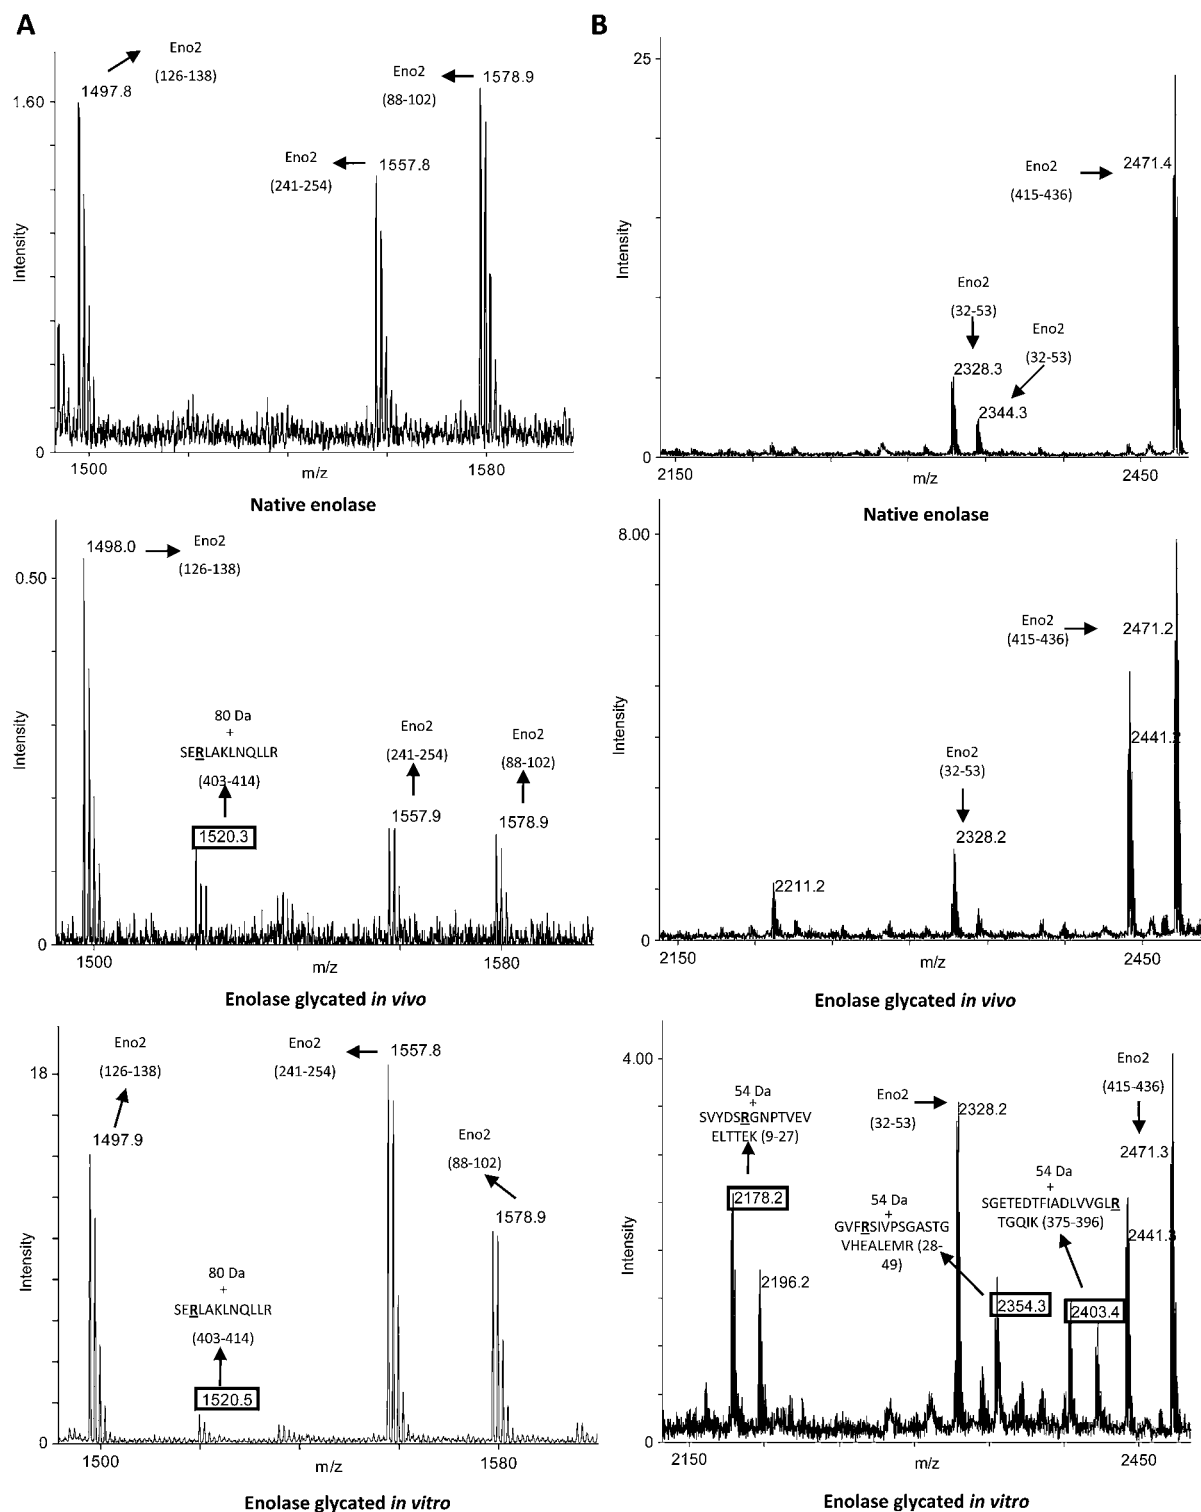 A
Eno2
(126-138)
1497.8
1.60
Eno2
(88-102)
1578.9
Eno2
(241-254)
1557.8
Intensity
0
1500
m/z
1580
Native enolase
B
25
Eno2
(415-436)
2471.4
Intensity
Eno2
(32-53)
2328.3
Eno2
(32-53)
2344.3
0
2150
m/z
2450
Native enolase
1498.0
Eno2
(126-138)
0.50
Intensity
80 Da
+
SERLAKLNQLLR
(403-414)
1520.3
Eno2
(241-254)
1557.9
Eno2
(88-102)
1578.9
0
1500
m/z
1580
Enolase glycated in vivo
8.00
Eno2
(415-436)
2471.2
2441.2
Intensity
Eno2
(32-53)
2328.2
2211.2
0
2150
m/z
2450
Enolase glycated in vivo
Eno2
(126-138)
1497.9
18
Eno2
(241-254)
1557.8
Eno2
(88-102)
1578.9
Intensity
80 Da
+
SERLAKLNQLLR
(403-414)
1520.5
0
1500
m/z
1580
Enolase glycated in vitro
4.00
54 Da
+
SVYDSRGNPTVEV
ELTTEK (9-27)
2178.2
2196.2
Eno2
(32-53)
2328.2
54 Da
+
GVFRSIVPSGASTG
VHEALEMR (28-
49)
2354.3
54 Da
+
SGETEDTFIADLVVGLR
TGQIK (375-396)
2403.4
Eno2
(415-436)
2471.3
2441.3
Intensity
0
2150
m/z
2450
Enolase glycated in vitro